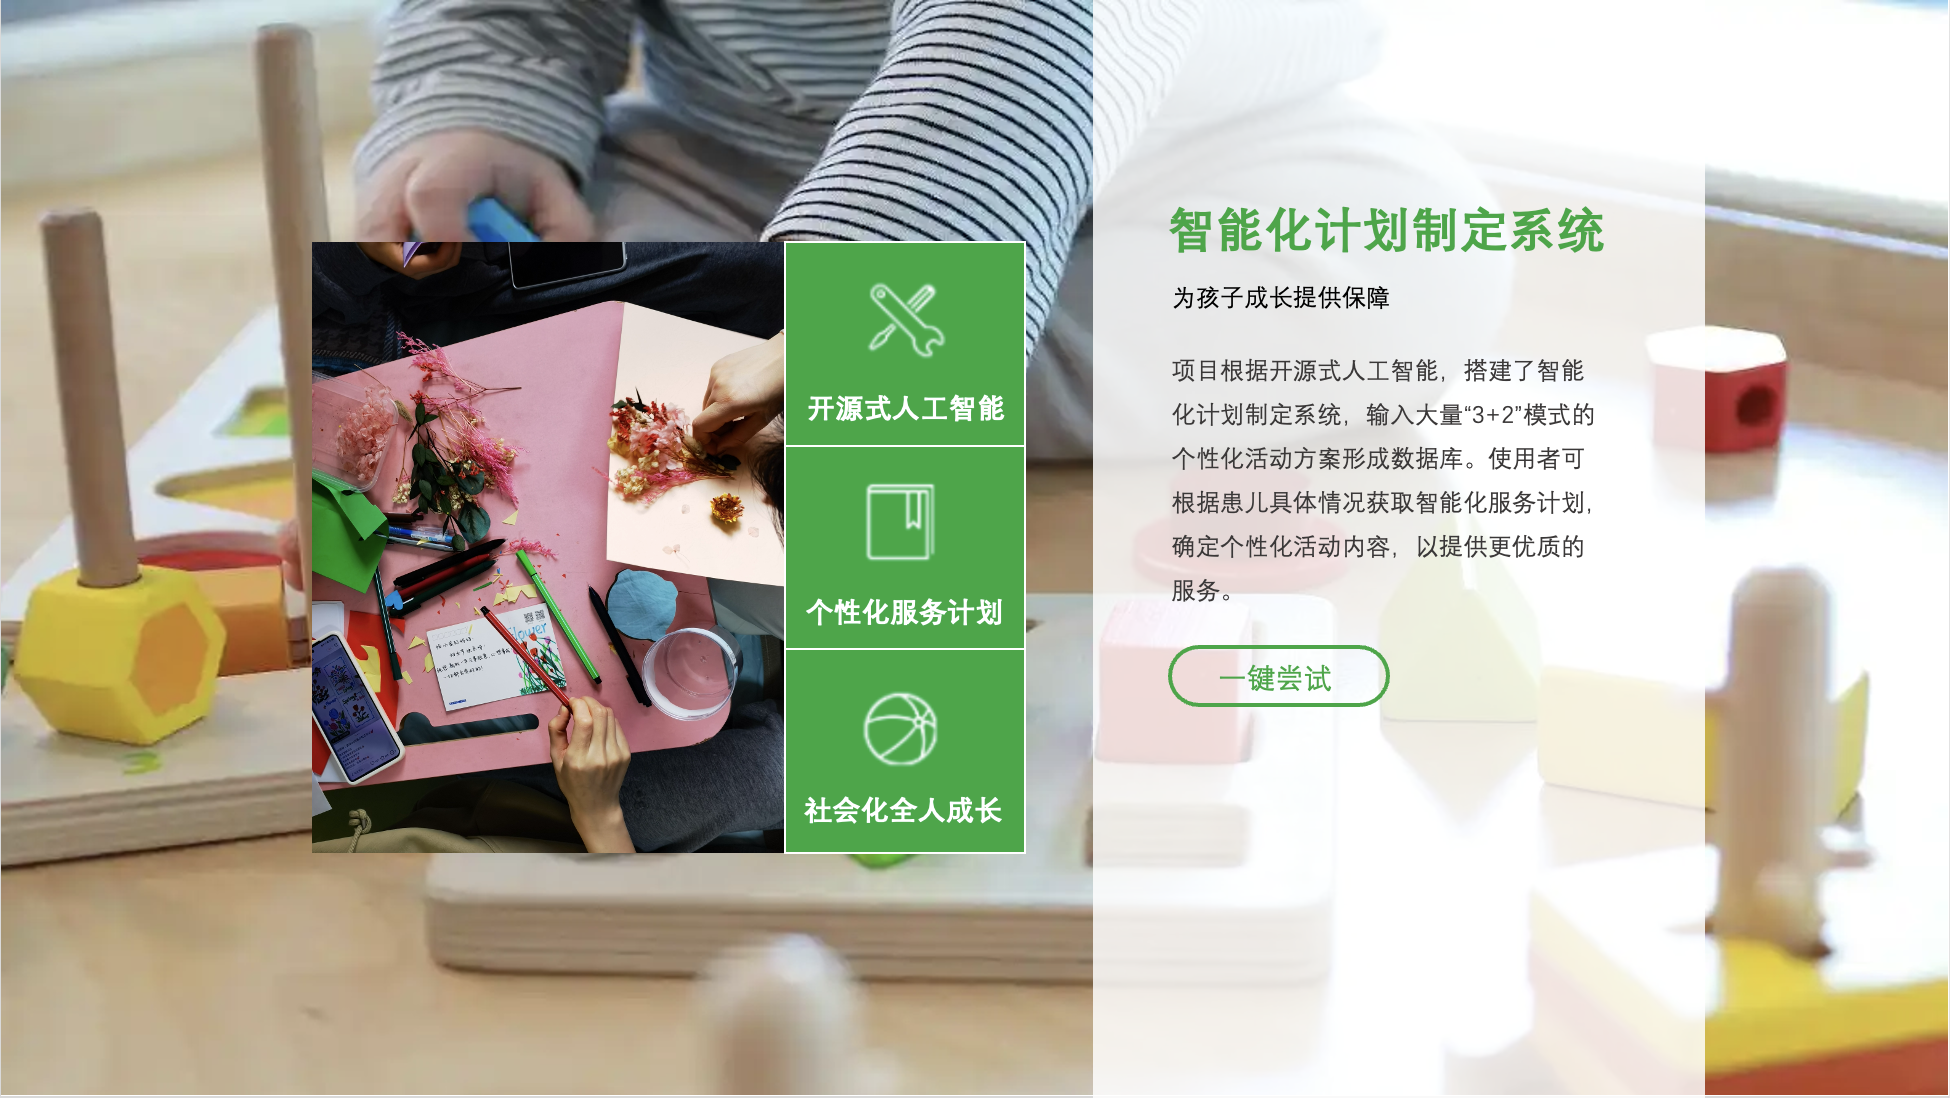 智能化计划制定系统
为孩子成长提供保障
项目根据开源式人工智能，搭建了智能
化计划制定系统，输入大量“3+2”模式的
个性化活动方案形成数据库。使用者可
根据患儿具体情况获取智能化服务计划，
确定个性化活动内容，以提供更优质的
服务。
一键尝试
开源式人工智能
个性化服务计划
社会化全人成长
flower